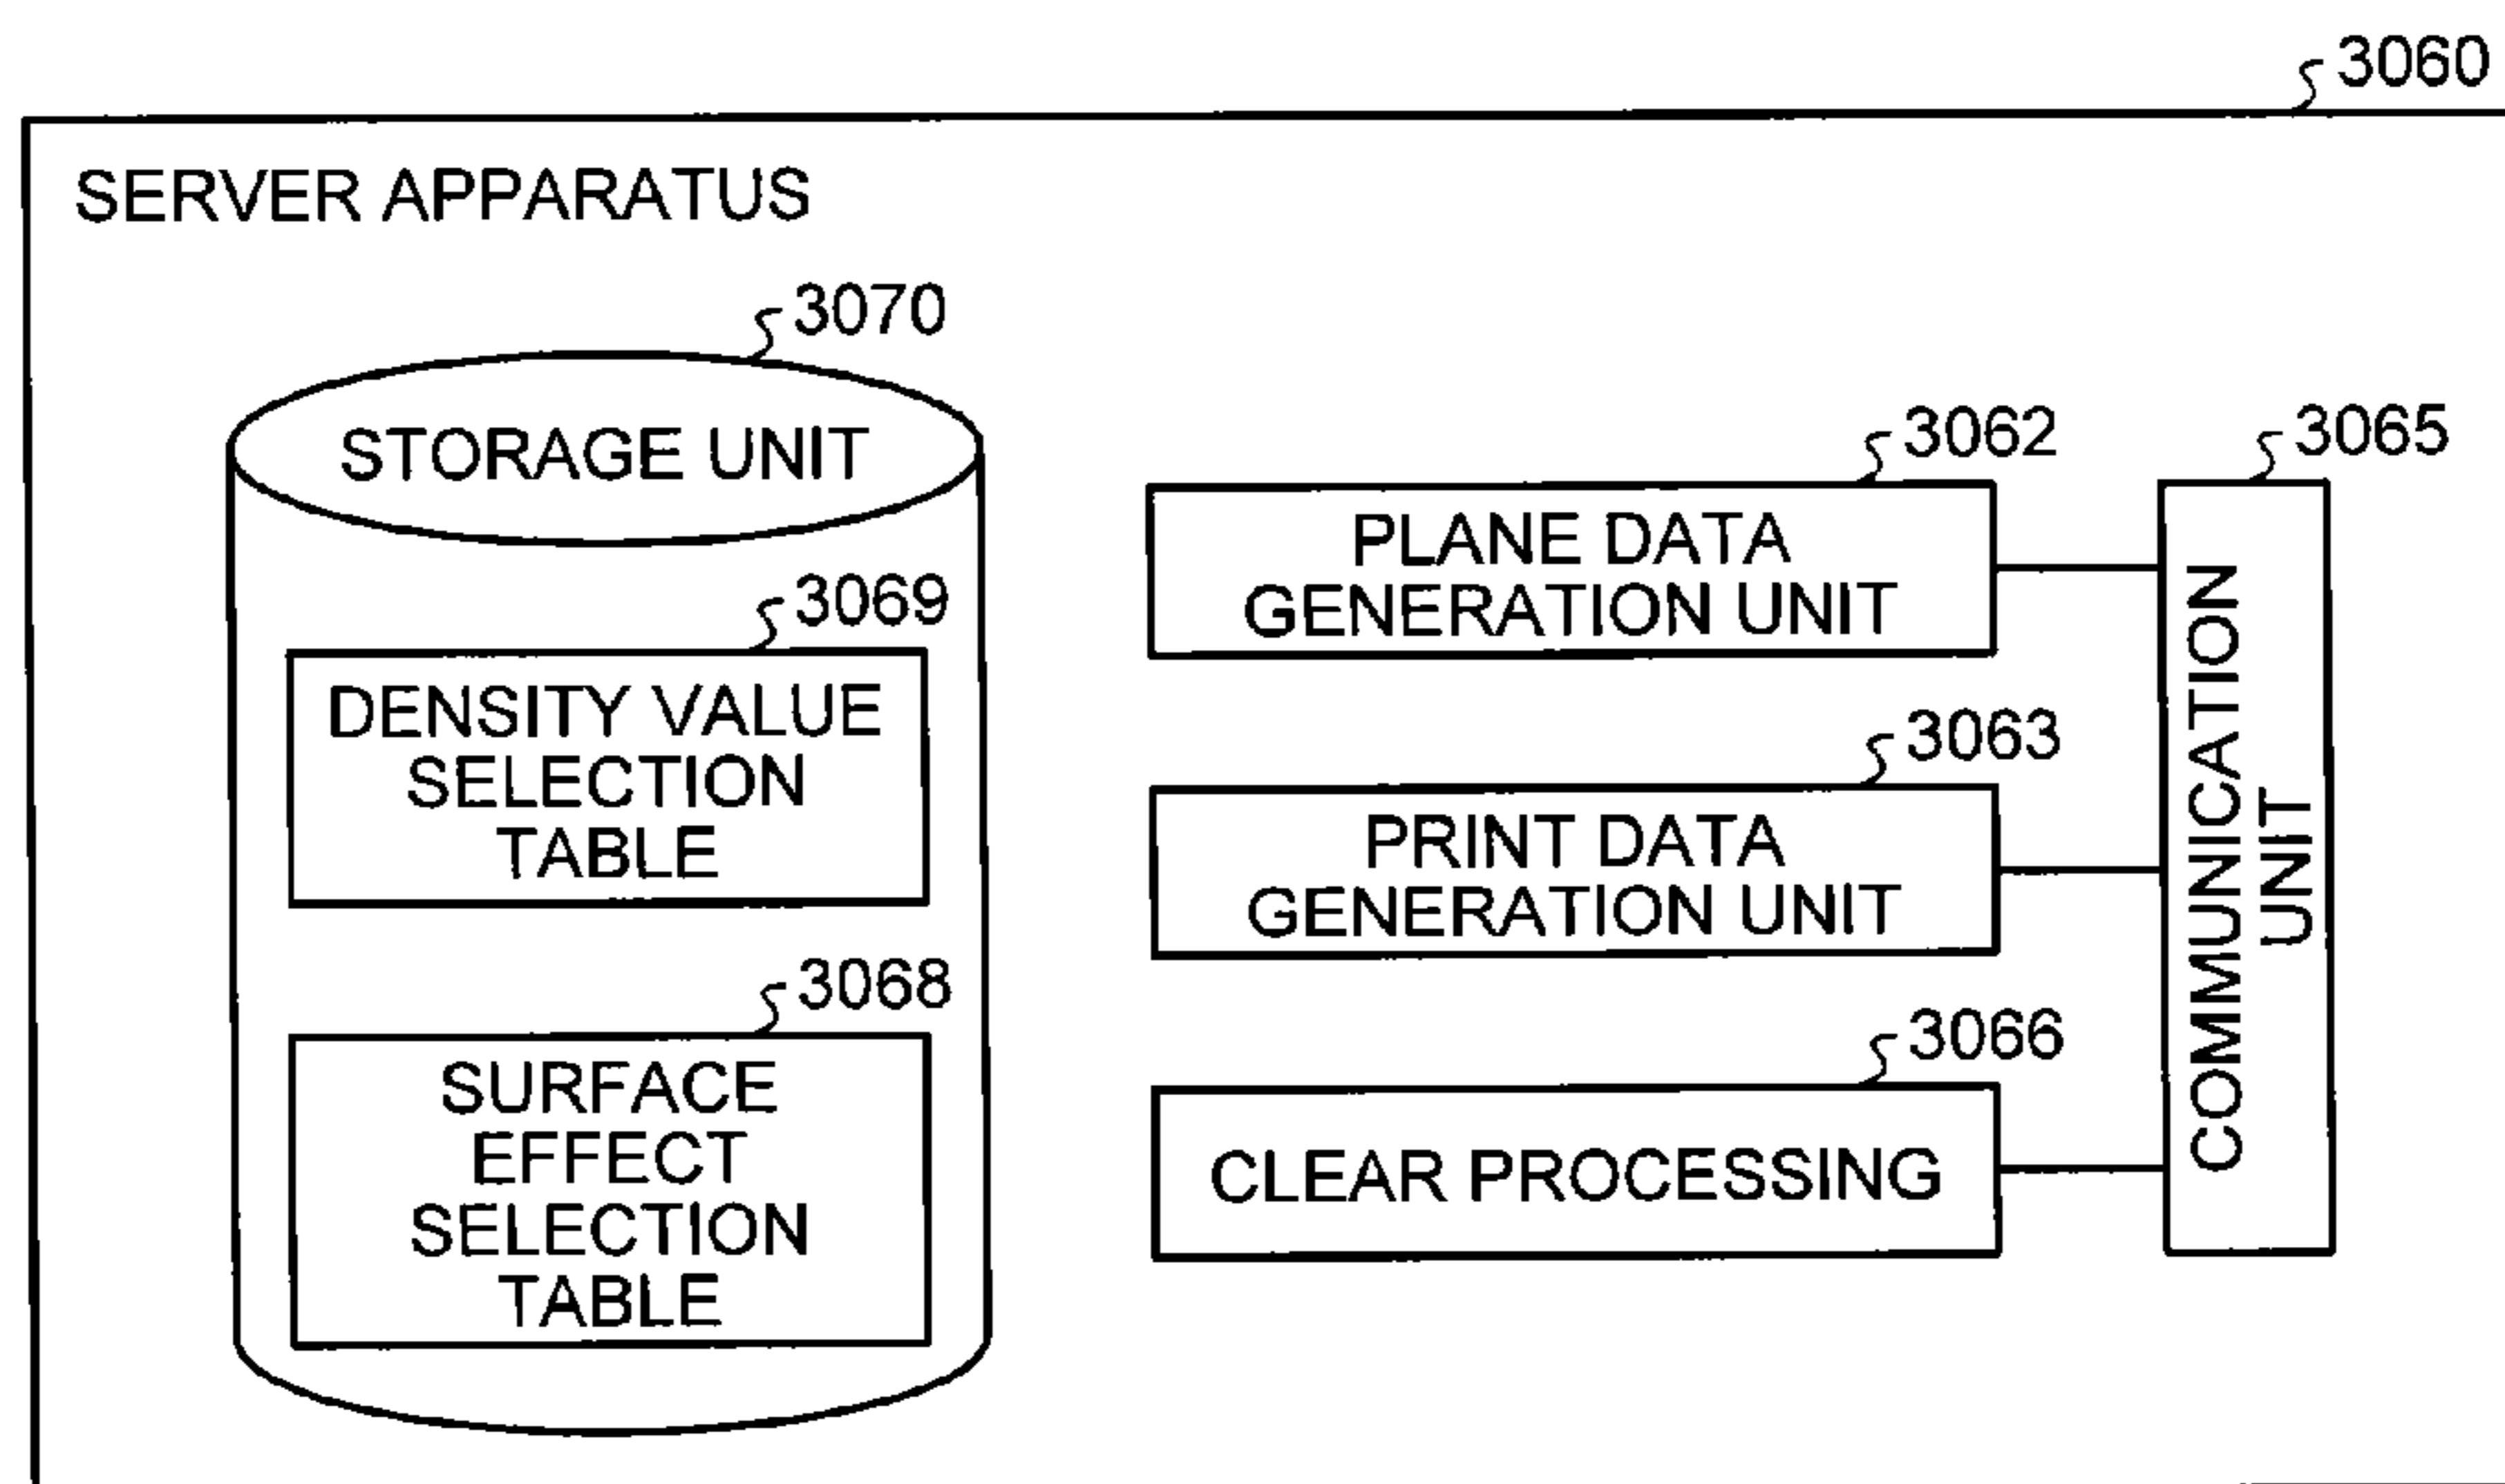 3060
SERVER APPARATUS
3070
STORAGE UNIT
3069
DENSITY VALUE
SELECTION
TABLE
3068
SURFACE
EFFECT
SELECTION
TABLE
3062
PLANE DATA
GENERATION UNIT
3063
PRINT DATA
GENERATION UNIT
3066
CLEAR PROCESSING
3065
COMMUNICATION
UNIT